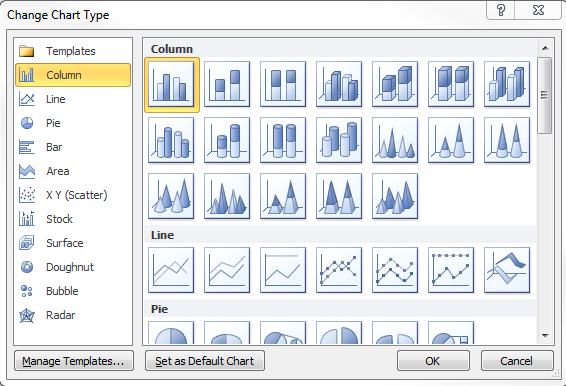 Change Chart Type
Templates
Column
Line
Pie
Bar
Area
X Y (Scatter)
Stock
Surface
Doughnut
Bubble
Radar
Column
Line
Pie
Manage Templates...
Set as Default Chart
OK
Cancel